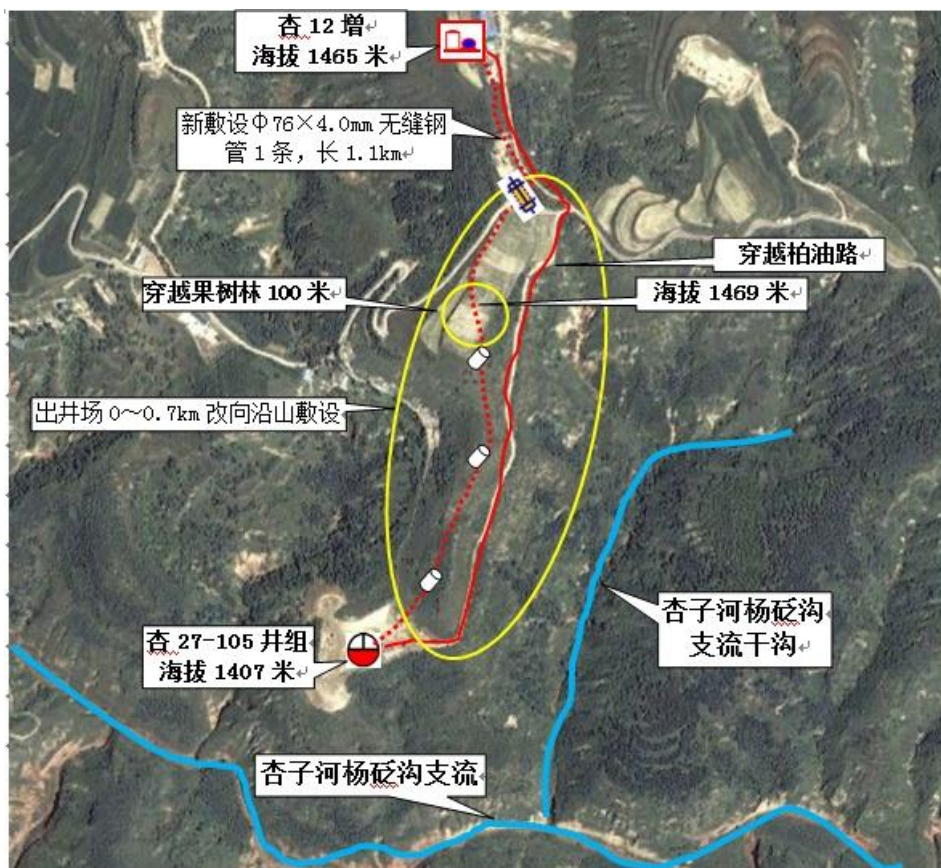 杏 12 增
海拔 1465 米
新敷设Φ76×4.0mm 无缝钢
管 1 条，长 1.1km
穿越柏油路
穿越果树林 100 米
海拔 1469 米
出井场 0～0.7km 改向沿山敷设
杏子河杨砭沟
支流干沟
杏 27-105 井组
海拔 1407 米
杏子河杨砭沟支流